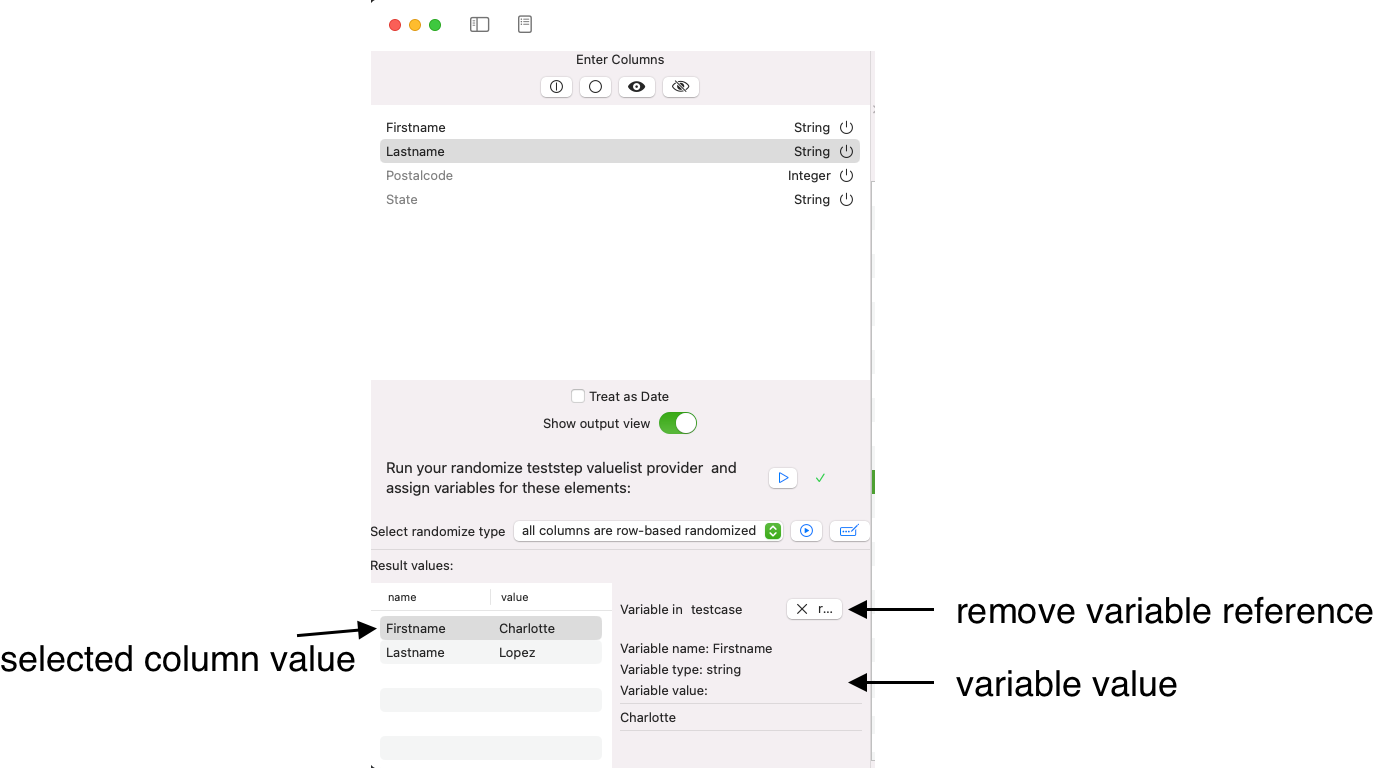 Enter Columns
Firstname String
Lastname String
Postalcode Integer
State String
Treat as Date
Show output view
Run your randomize teststep valuelist provider and
assign variables for these elements:
Select randomize type all columns are row-based randomized
Result values:
name value
Firstname Charlotte
Lastname Lopez
selected column value
Variable in testcase r...
remove variable reference
Variable name: Firstname
Variable type: string
Variable value:
variable value
Charlotte